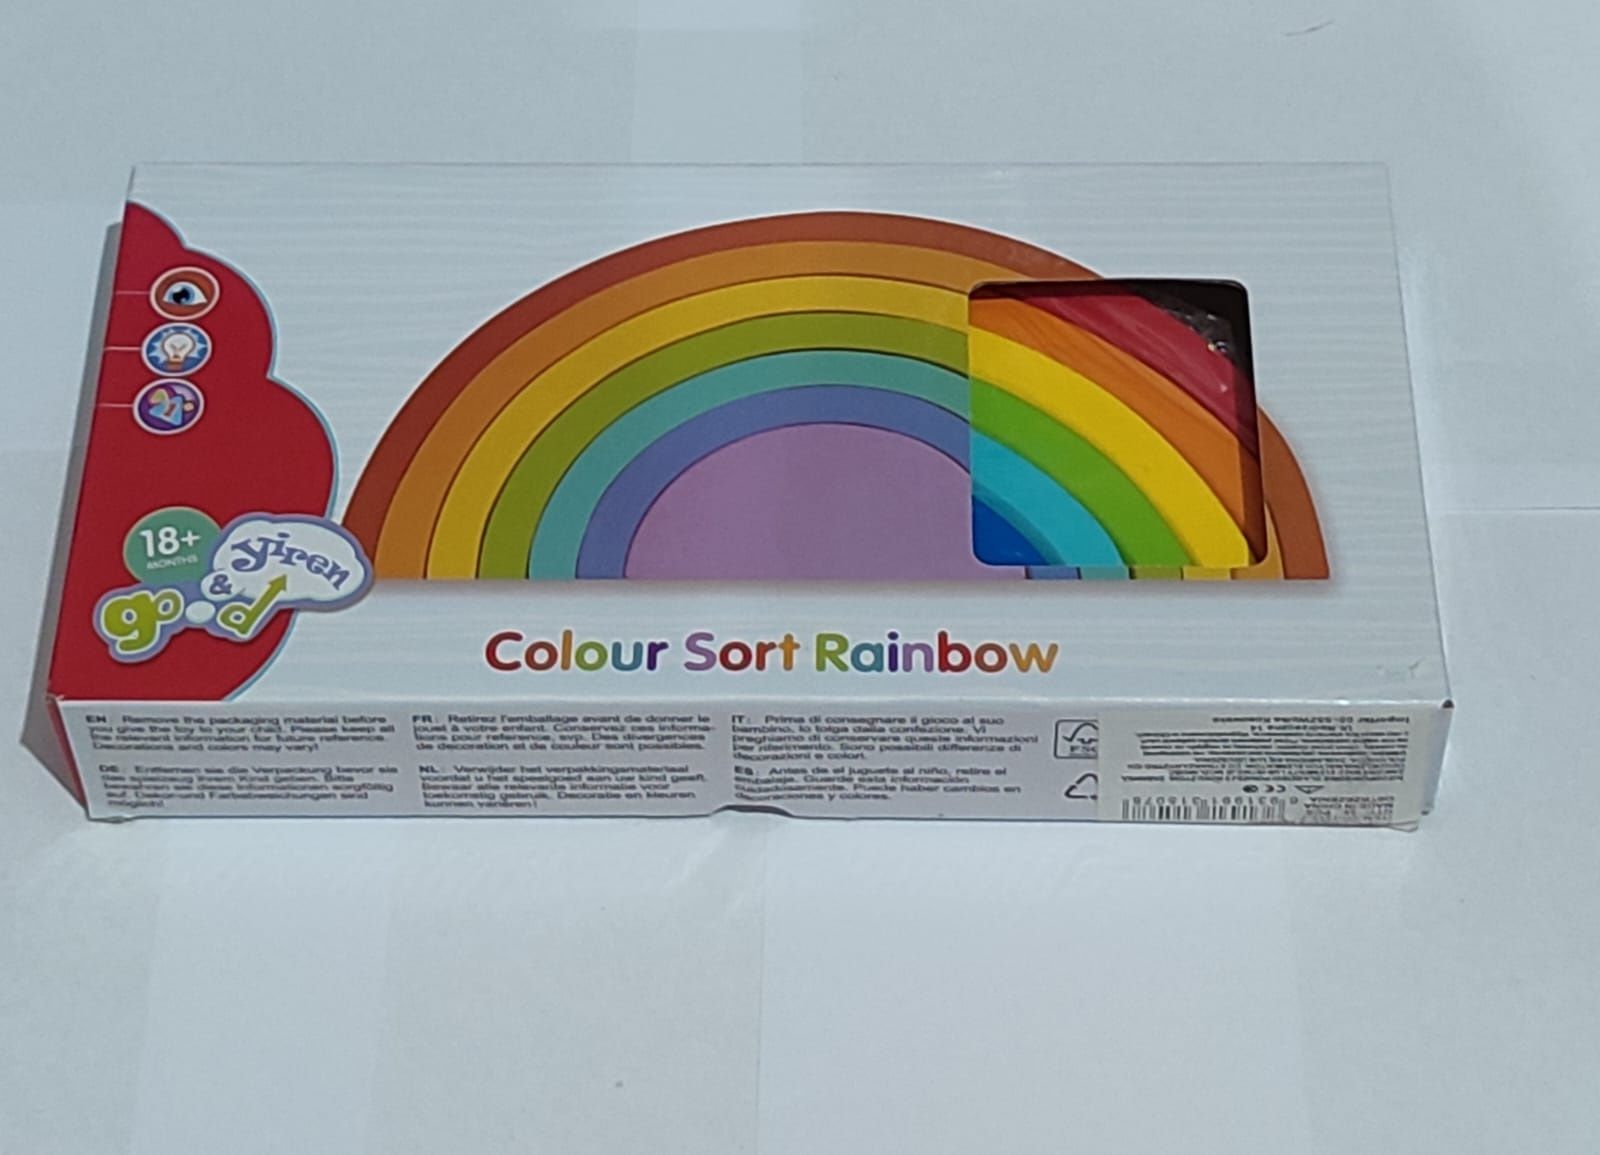 18+
MONTHS
yiren
&
good
Colour Sort Rainbow
EN: Remove the packaging material before
you give the toy to your child. Please keep all
the relevant information for future reference.
Decorations and colors may vary!
DE: Entfernen sie die Verpackung bevor sie
das spielzeug Ihrem Kind geben. Bitte
bewahren sie diese Informationen sorgfältig
auf. Dekor und Farbabweichungen sind
möglich!
FR: Retirez l'emballage avant de donner le
jouet à votre enfant. Conservez ces informa-
tions pour reference, svp. Des divergences
de decoration et de couleur sont possibles.
NL: Verwijder het verpakkingsmateriaal
voordat u het speelgoed aan uw kind geeft.
Bewaar alle relevante informatie voor
toekomstig gebruik. Decoratie en kleuren
kunnen variëren!
IT: Prima di consegnare il gioco al suo
bambino, lo tolga dalla confezione. Vi
preghiamo di conservare queste informazioni
per riferimento. Sono possibili differenze di
decorazioni e colori.
ES: Antes de el juguete al niño, retire el
embalaje. Guarde esta información
cuidadosamente. Puede haber cambios en
decoraciones y colores.
FSC
MADE IN CHINA